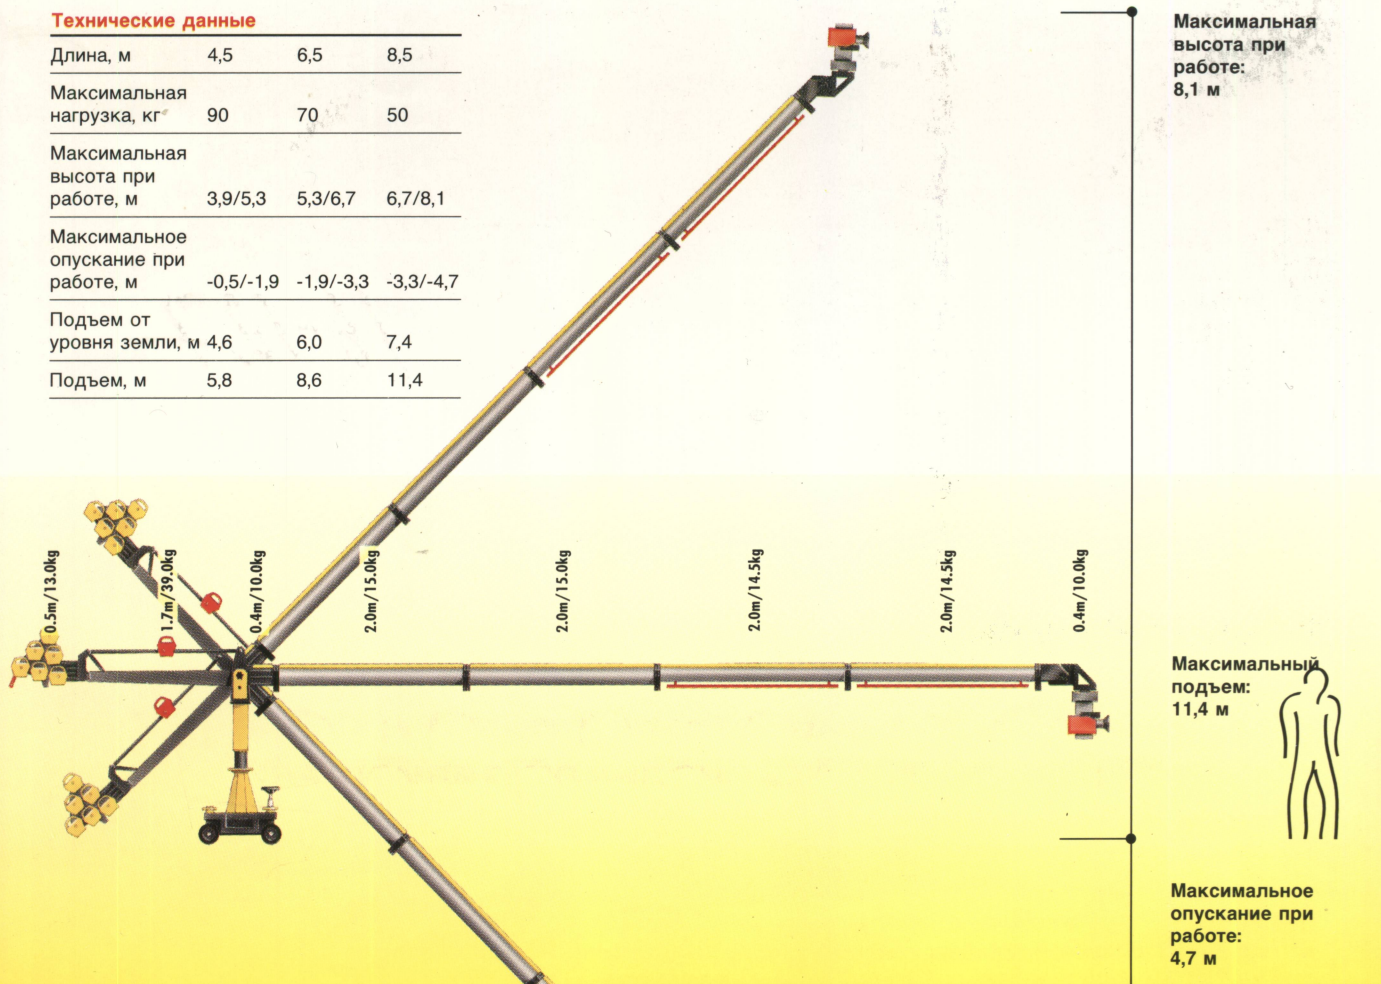 Технические данные
Длина, м 4,5 6,5 8,5
Максимальная
нагрузка, кг 90 70 50
Максимальная
высота при
работе, м 3,9/5,3 5,3/6,7 6,7/8,1
Максимальное
опускание при
работе, м -0,5/-1,9 -1,9/-3,3 -3,3/-4,7
Подъем от
уровня земли, м 4,6 6,0 7,4
Подъем, м 5,8 8,6 11,4
0.5m/13.0kg
1.7m/39.0kg
0.4m/10.0kg
2.0m/15.0kg
2.0m/15.0kg
2.0m/14.5kg
2.0m/14.5kg
0.4m/10.0kg
Максимальная
высота при
работе:
8,1 м
Максимальный
подъем:
11,4 м
Максимальное
опускание при
работе:
4,7 м